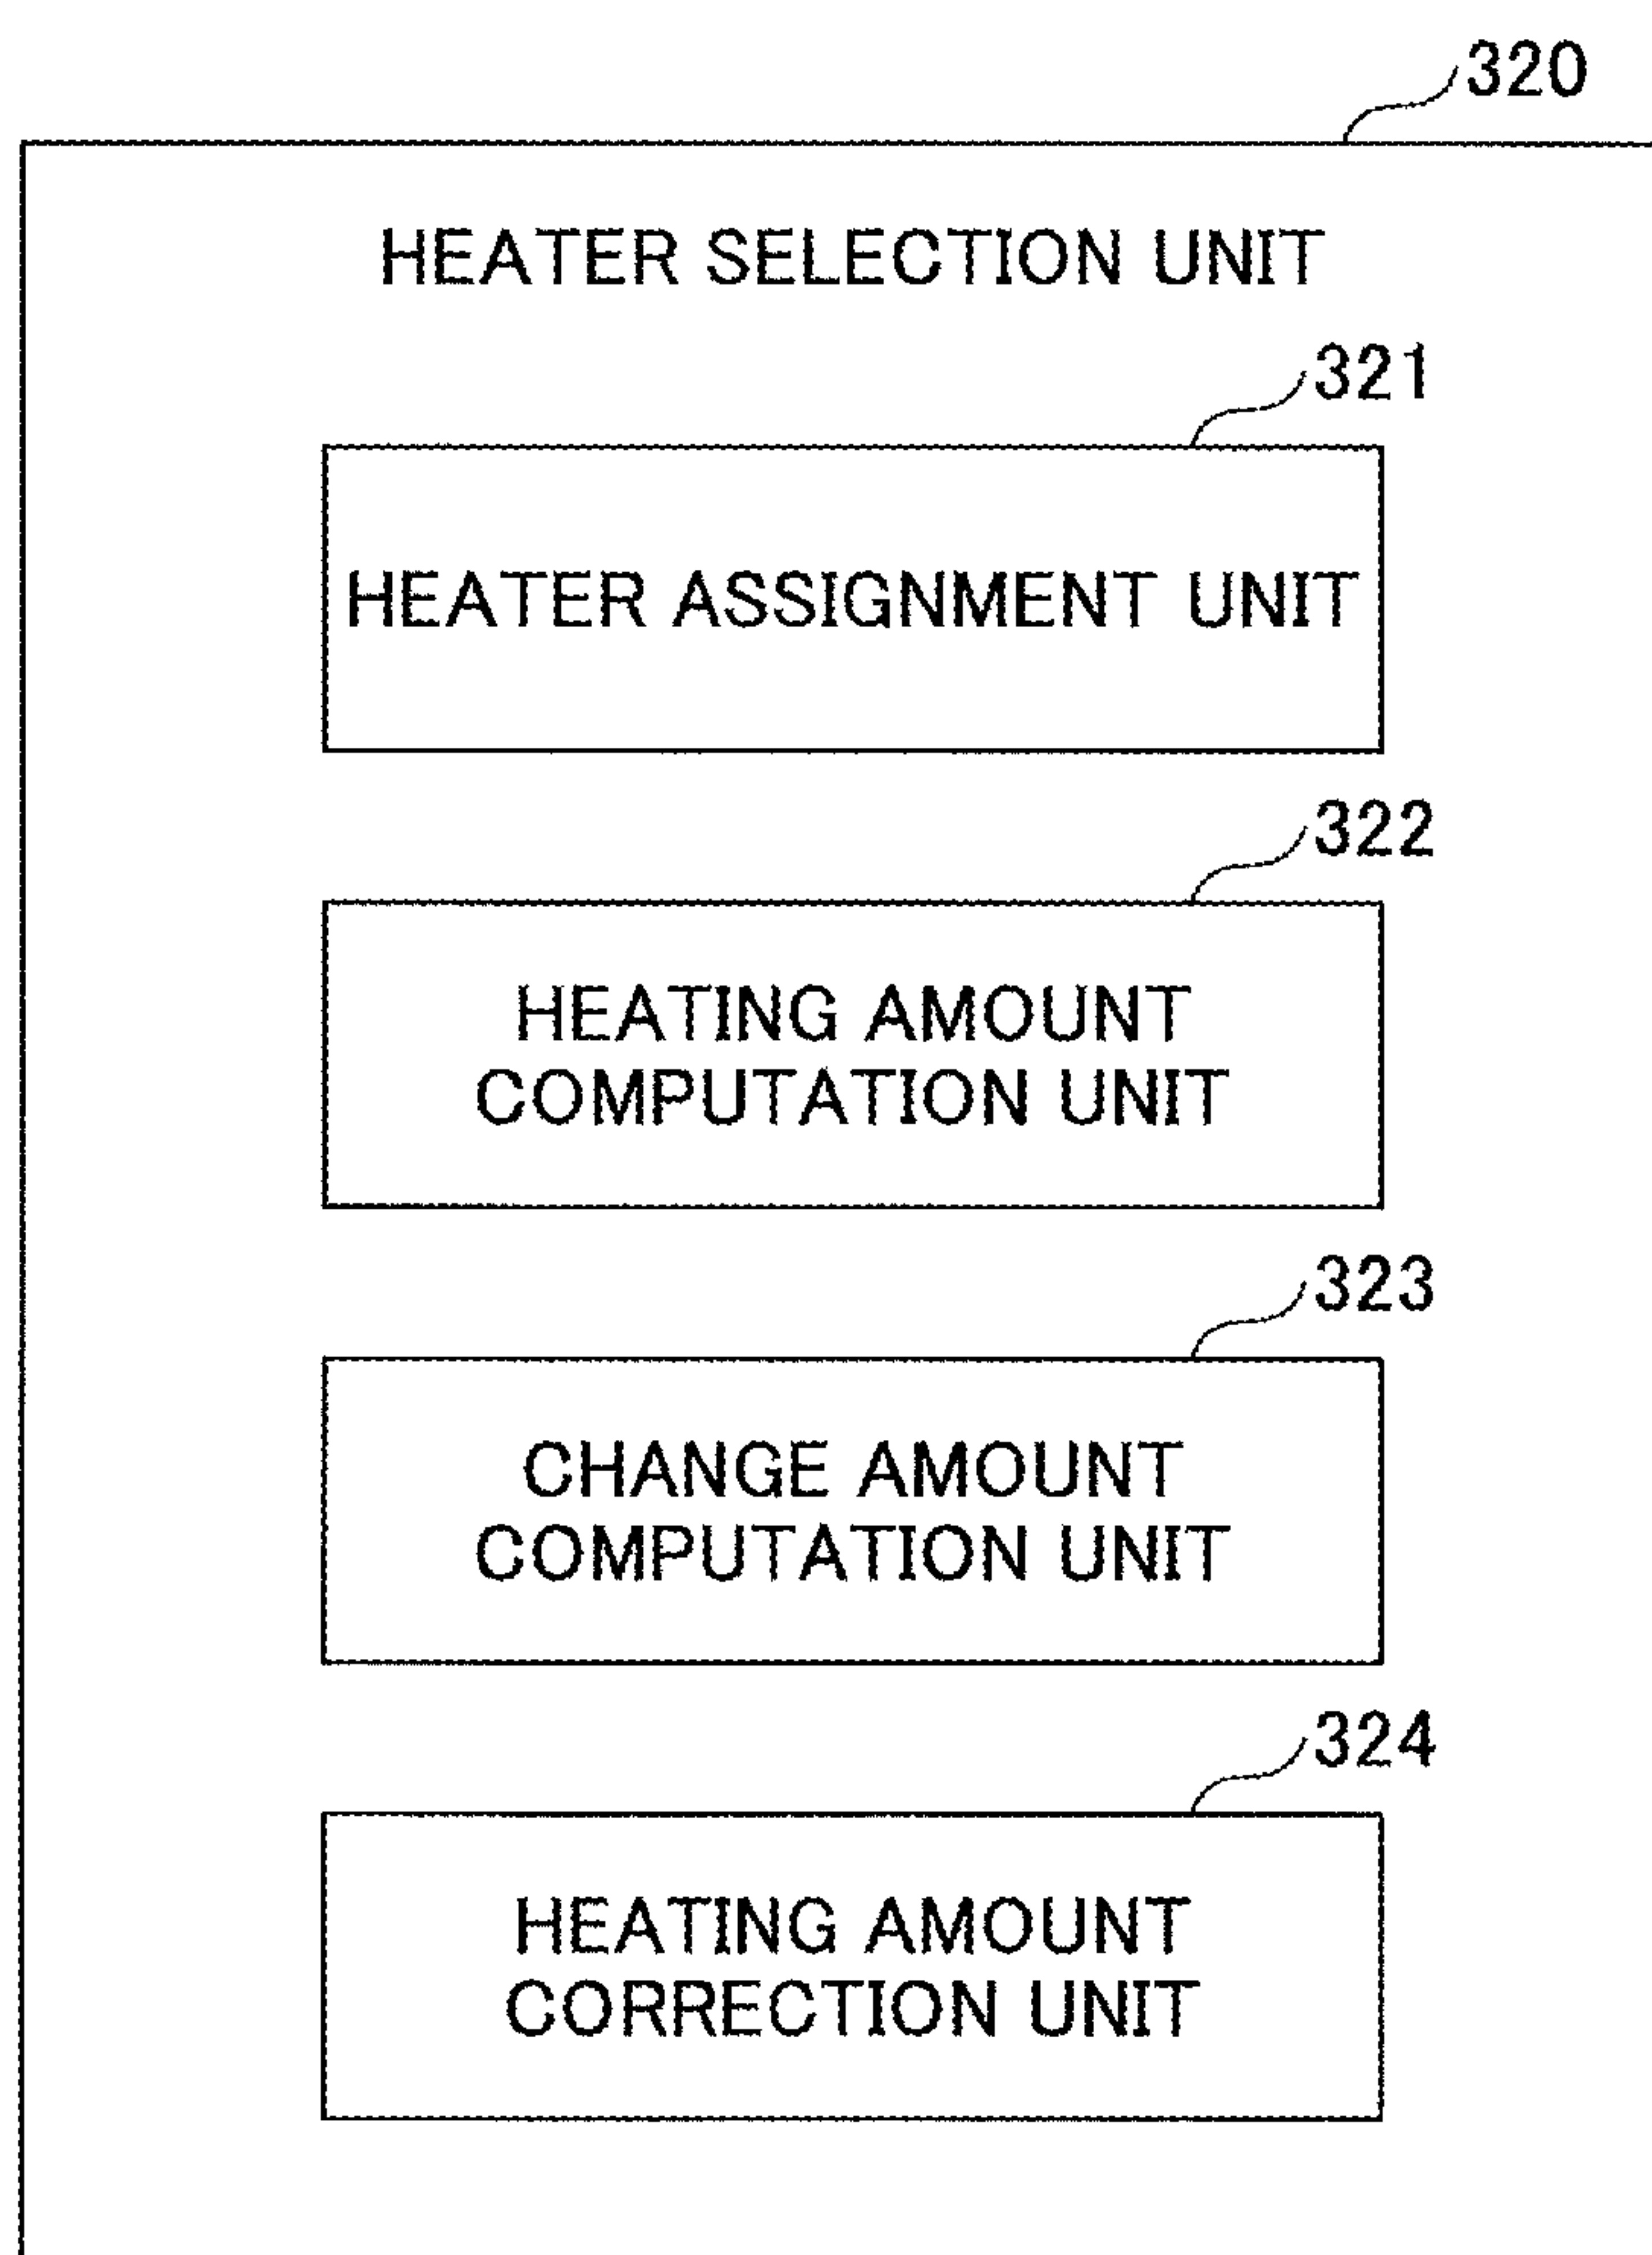 320
HEATER SELECTION UNIT
321
HEATER ASSIGNMENT UNIT
322
HEATING AMOUNT
COMPUTATION UNIT
323
CHANGE AMOUNT
COMPUTATION UNIT
324
HEATING AMOUNT
CORRECTION UNIT